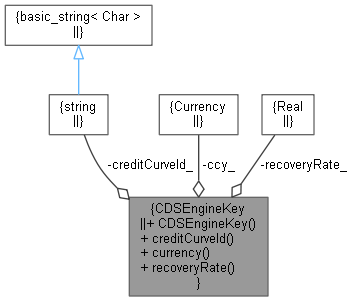 {basic_string< Char >
||}
{string
||}
{Currency
||}
{Real
||}
-creditCurveId_
-ccy_
-recoveryRate_
{CDSEngineKey
||+ CDSEngineKey()
+ creditCurveId()
+ currency()
+ recoveryRate()
}